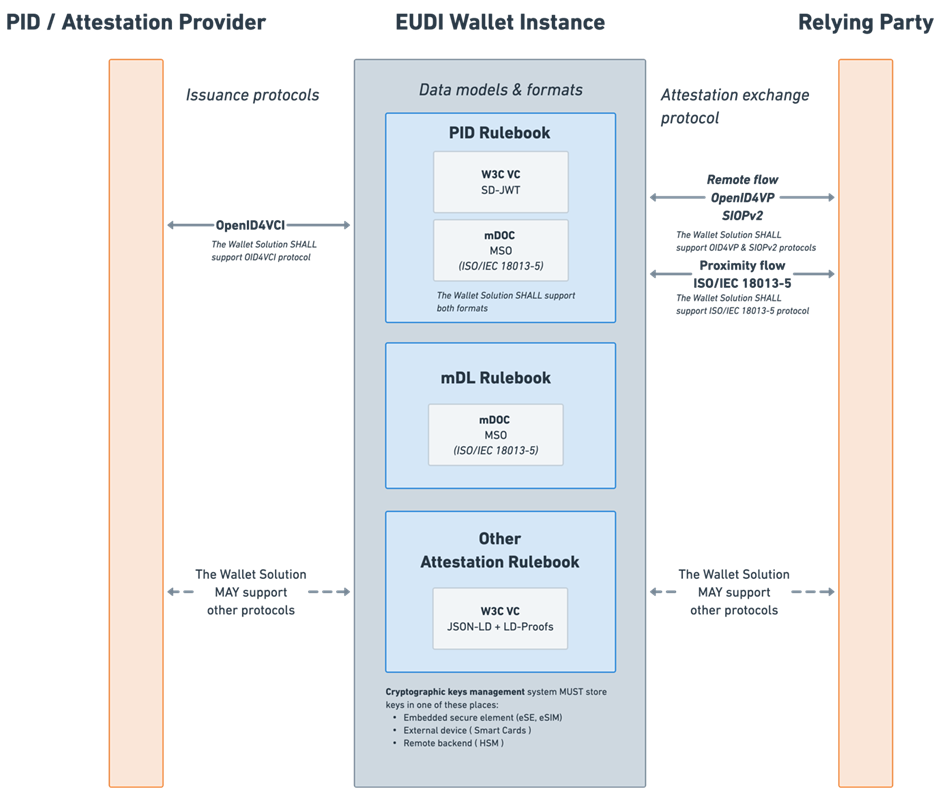 PID / Attestation Provider
EUDI Wallet Instance
Relying Party
Issuance protocols
OpenID4VCI
The Wallet Solution SHALL
support OID4VCI protocol
The Wallet Solution
MAY support
other protocols
Data models & formats
PID Rulebook
W3C VC
SD-JWT
mDOC
MSO
(ISO/IEC 18013-5)
The Wallet Solution SHALL support
both formats
mDL Rulebook
mDOC
MSO
(ISO/IEC 18013-5)
Other
Attestation Rulebook
W3C VC
JSON-LD + LD-Proofs
Cryptographic keys management system MUST store
keys in one of these places:
• Embedded secure element (eSE, eSIM)
• External device ( Smart Cards )
• Remote backend ( HSM )
Attestation exchange
protocol
Remote flow
OpenID4VP
SIOPv2
The Wallet Solution SHALL
support OID4VP & SIOPv2 protocols
Proximity flow
ISO/IEC 18013-5
The Wallet Solution SHALL
support ISO/IEC 18013-5 protocol
The Wallet Solution
MAY support
other protocols